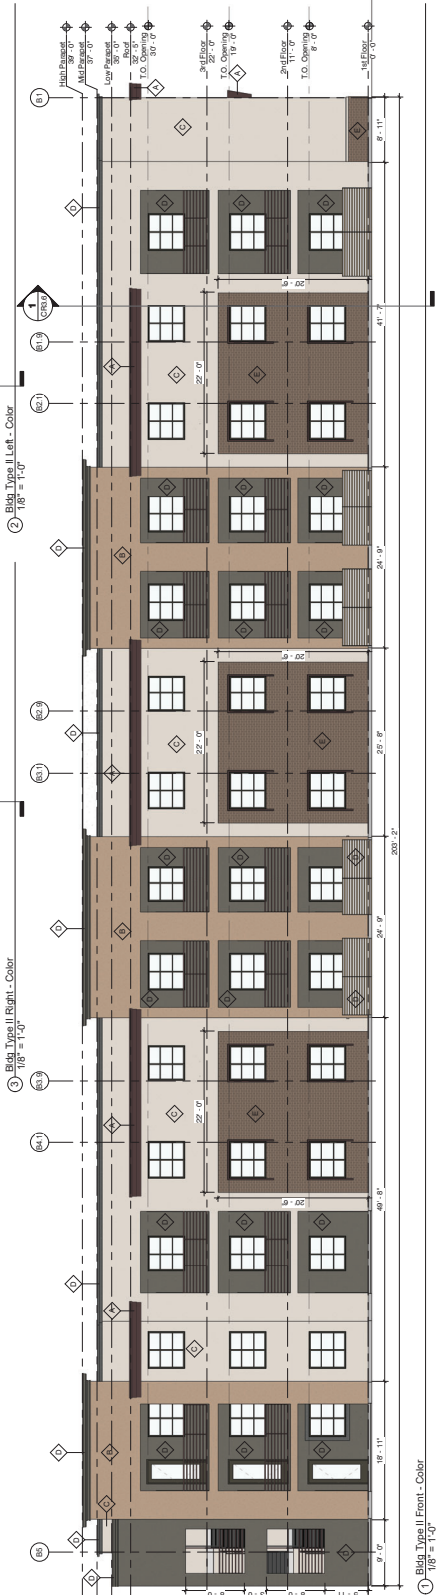 2 Bldg Type II Left - Color
1/8" = 1'-0"
3 Bldg Type II Right - Color
1/8" = 1'-0"
B5
B4.1
B3.9
B3.1
B2.9
B2.1
B1.9
1
CR3.6
B1
High Parapet
39' - 0"
Mid Parapet
37' - 0"
Low Parapet
35' - 0"
Roof
32' - 5"
T.O. Opening
30' - 0"
3rd Floor
22' - 0"
T.O. Opening
19' - 0"
2nd Floor
11' - 0"
T.O. Opening
8' - 0"
1st Floor
0' - 0"
D D D D D D D D
C B A A A A A
B B C C C C C
D D D D D D D
22' - 0" 22' - 0" 22' - 0"
E E E E
20' - 6" 20' - 6" 20' - 6"
9' - 0" 18' - 11" 49' - 8" 24' - 9" 25' - 8" 24' - 9" 41' - 7" 8' - 11"
203' - 2"
1 Bldg Type II Front - Color
1/8" = 1'-0"